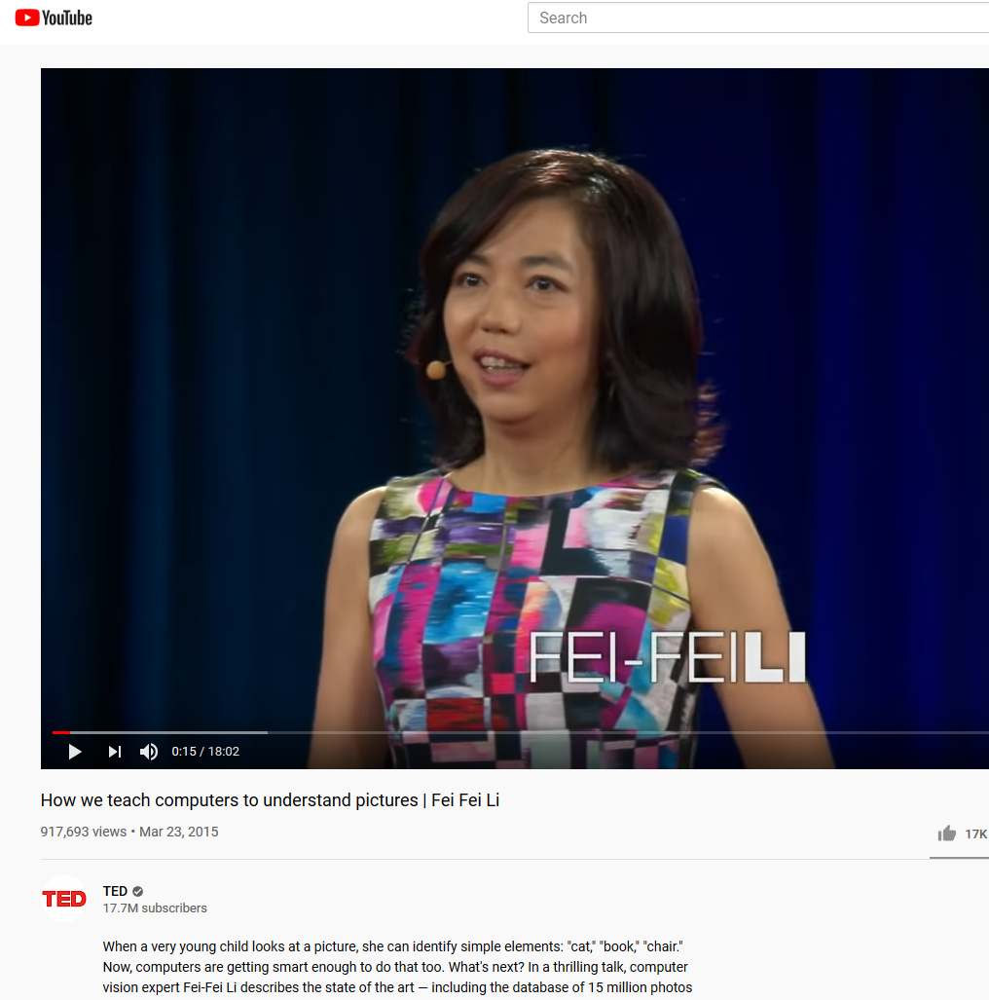 YouTube
Search
FEI-FEI LI
0:15 / 18:02
How we teach computers to understand pictures | Fei Fei Li
917,693 views • Mar 23, 2015
17K
TED
TED
17.7M subscribers
When a very young child looks at a picture, she can identify simple elements: "cat," "book," "chair."
Now, computers are getting smart enough to do that too. What's next? In a thrilling talk, computer
vision expert Fei-Fei Li describes the state of the art — including the database of 15 million photos